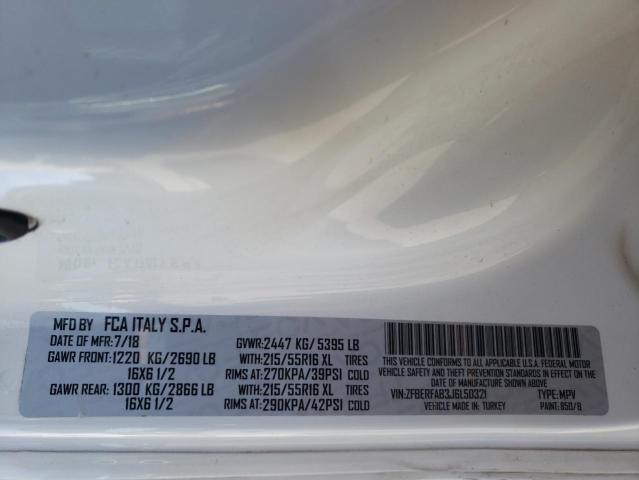 MFD BY FCA ITALY S.P.A.
DATE OF MFR:7/18 GVWR:2447 KG/5395 LB
GAWR FRONT:1220 KG/2690 LB WITH:215/55R16 XL TIRES
16X6 1/2 RIMS AT:270KPA/39PSI COLD
GAWR REAR: 1300 KG/2866 LB WITH:215/55R16 XL TIRES
16X6 1/2 RIMS AT:290KPA/42PSI COLD
THIS VEHICLE CONFORMS TO ALL APPLICABLE U.S.A. FEDERAL MOTOR
VEHICLE SAFETY AND THEFT PREVENTION STANDARDS IN EFFECT ON
THE DATE OF MANUFACTURE SHOWN ABOVE.
VIN:ZFBERFAB3J6L50321 TYPE:MPV
VEHICLE MADE IN: TURKEY PAINT:850/B